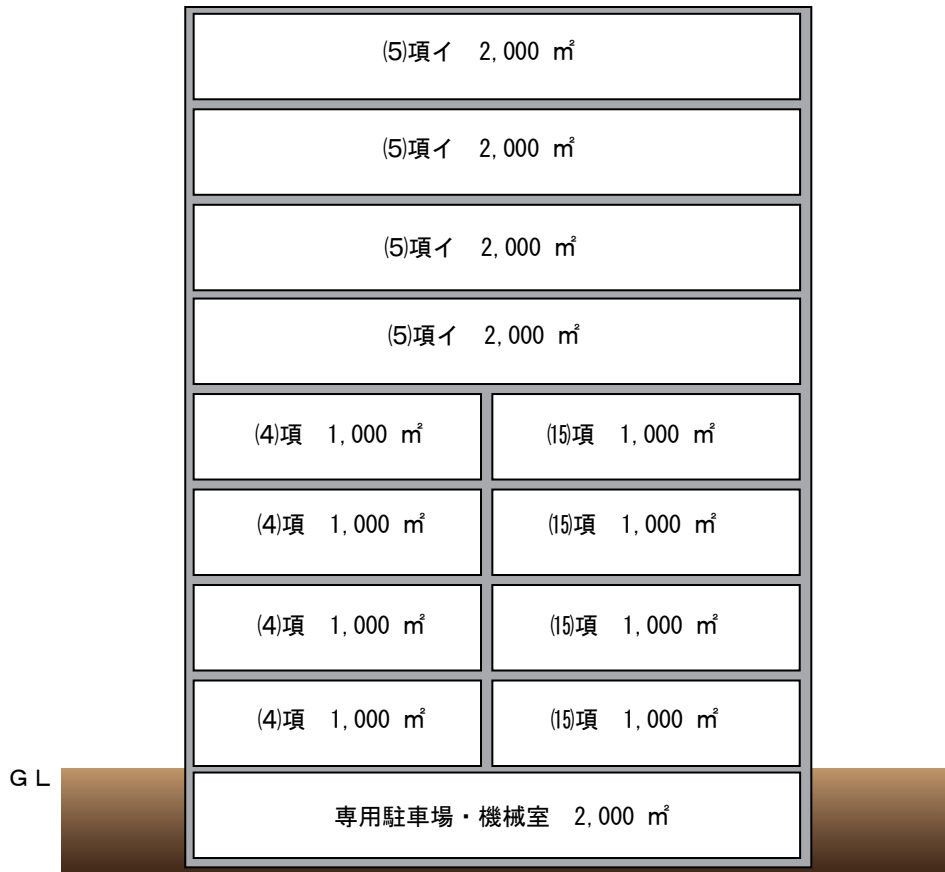 ⑸項イ　2,000 ㎡
⑸項イ　2,000 ㎡
⑸項イ　2,000 ㎡
⑸項イ　2,000 ㎡
⑷項　1,000 ㎡　⒂項　1,000 ㎡
⑷項　1,000 ㎡　⒂項　1,000 ㎡
⑷項　1,000 ㎡　⒂項　1,000 ㎡
⑷項　1,000 ㎡　⒂項　1,000 ㎡
ＧＬ
専用駐車場・機械室　2,000 ㎡